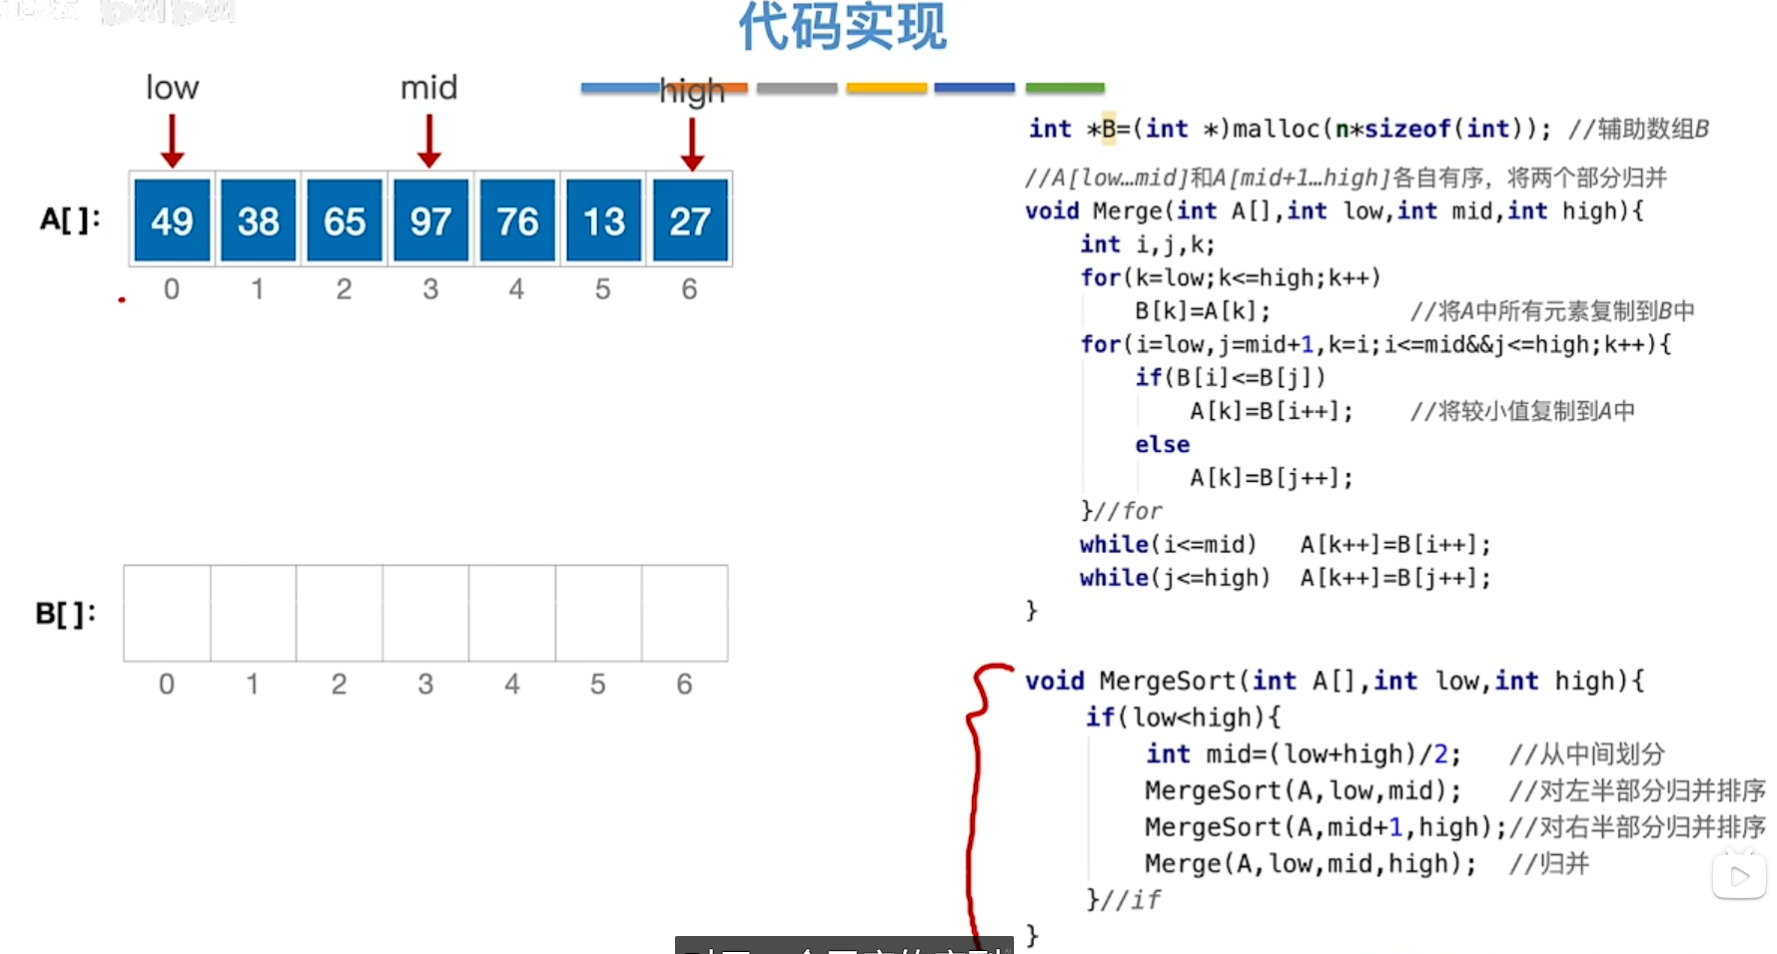 代码实现
low mid high
A[]: 49 38 65 97 76 13 27
0 1 2 3 4 5 6
B[]:
0 1 2 3 4 5 6
int *B=(int *)malloc(n*sizeof(int)); //辅助数组B
//A[low…mid]和A[mid+1…high]各自有序，将两个部分归并
void Merge(int A[],int low,int mid,int high){
int i,j,k;
for(k=low;k<=high;k++)
B[k]=A[k]; //将A中所有元素复制到B中
for(i=low,j=mid+1,k=i;i<=mid&&j<=high;k++){
if(B[i]<=B[j])
A[k]=B[i++]; //将较小值复制到A中
else
A[k]=B[j++];
}//for
while(i<=mid) A[k++]=B[i++];
while(j<=high) A[k++]=B[j++];
}
void MergeSort(int A[],int low,int high){
if(low<high){
int mid=(low+high)/2; //从中间划分
MergeSort(A,low,mid); //对左半部分归并排序
MergeSort(A,mid+1,high);//对右半部分归并排序
Merge(A,low,mid,high); //归并
}//if
}